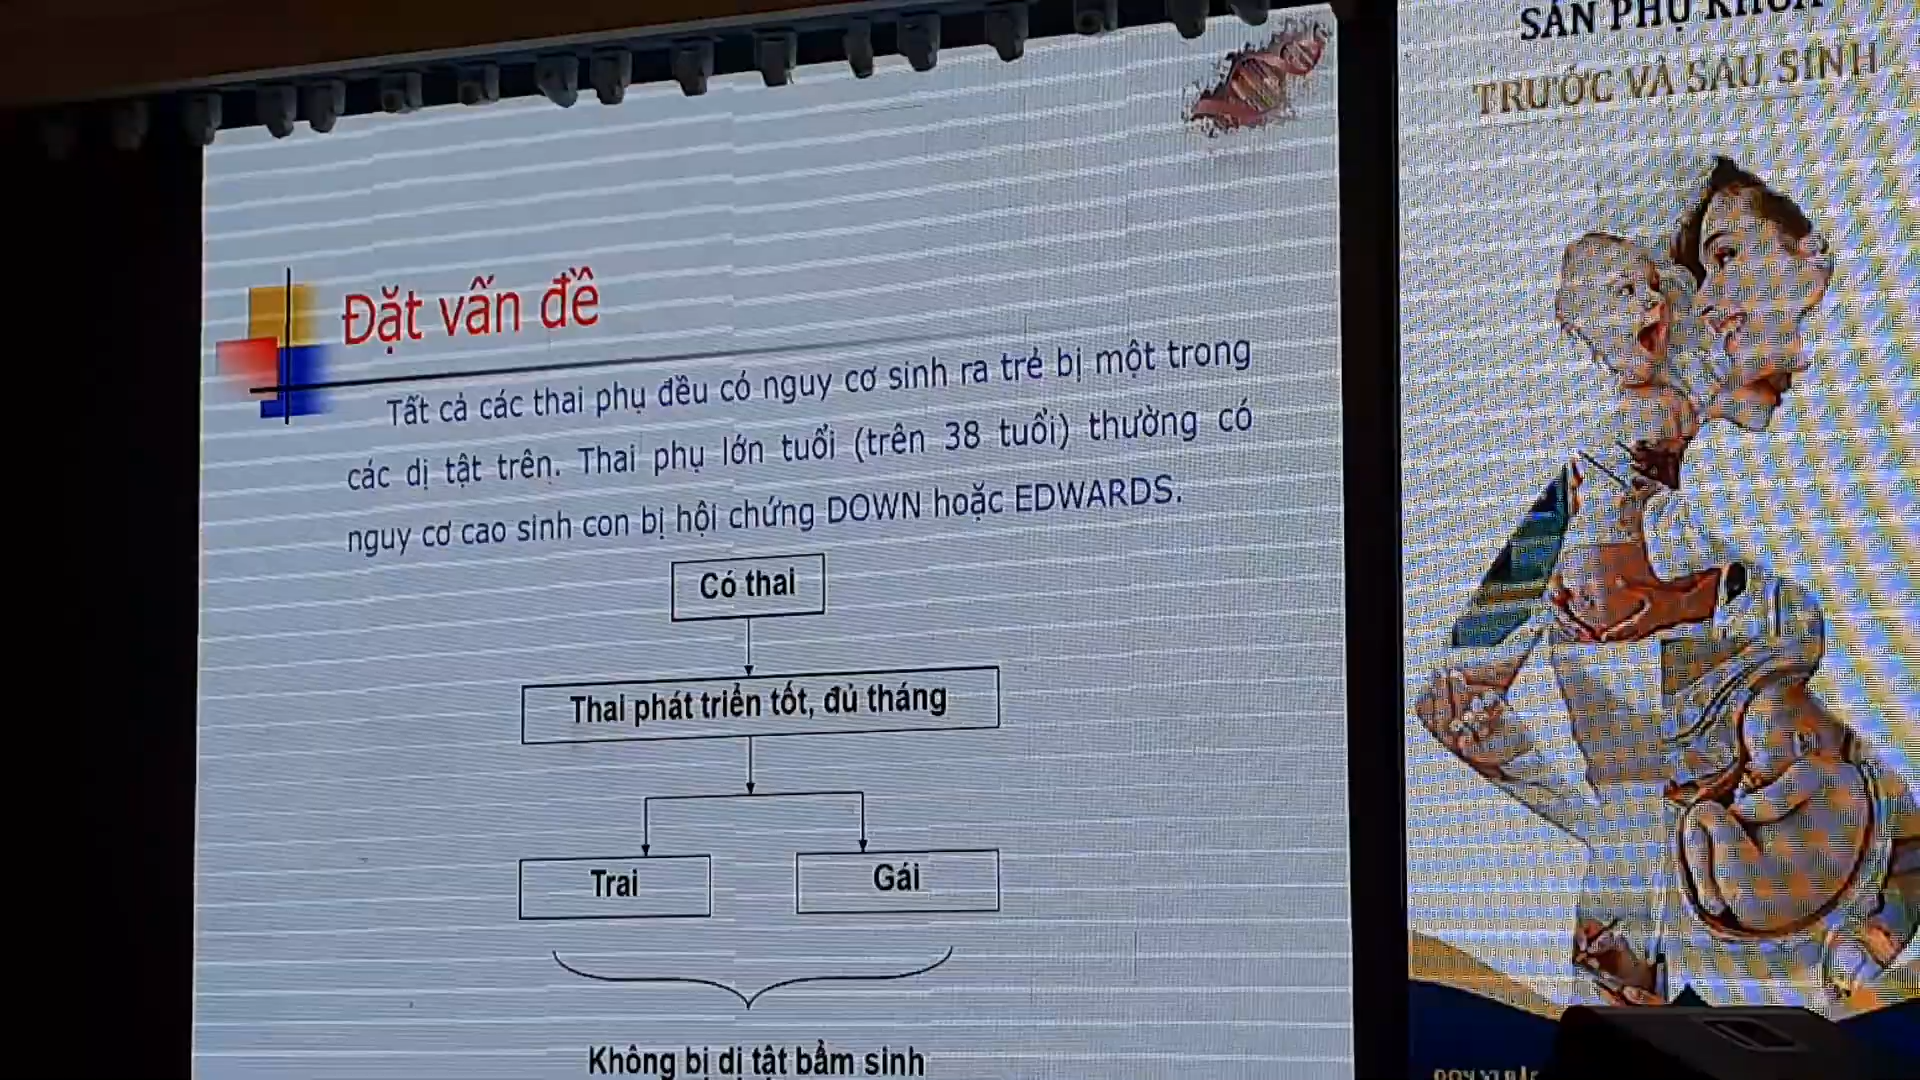 SẢN PHỤ KHOA
TRƯỚC VÀ SAU SINH
Đặt vấn đề
Tất cả các thai phụ đều có nguy cơ sinh ra trẻ bị một trong
các dị tật trên. Thai phụ lớn tuổi (trên 38 tuổi) thường có
nguy cơ cao sinh con bị hội chứng DOWN hoặc EDWARDS.
Có thai
Thai phát triển tốt, đủ tháng
Trai
Gái
Không bị dị tật bẩm sinh